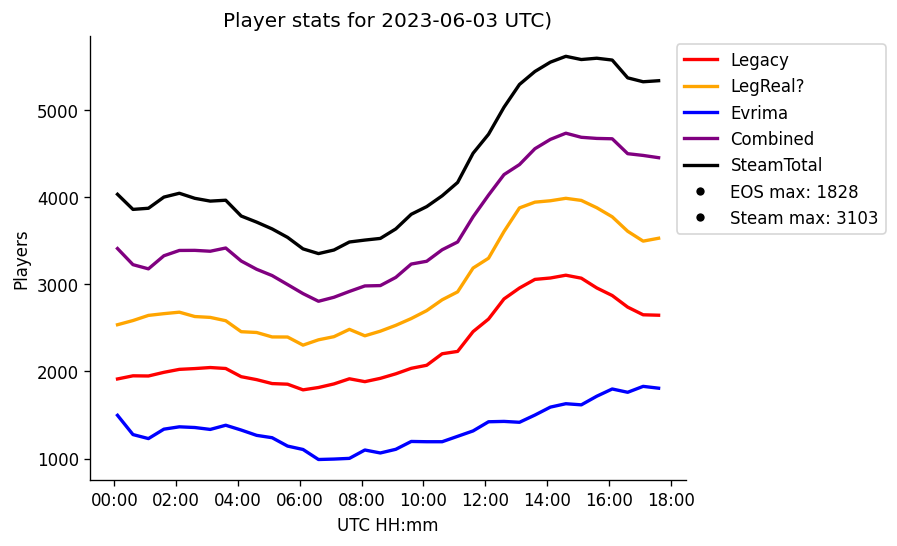 Player stats for 2023-06-03 UTC)
Legacy
LegReal?
Evrima
Combined
SteamTotal
EOS max: 1828
Steam max: 3103
Players
5000
4000
3000
2000
1000
00:00 02:00 04:00 06:00 08:00 10:00 12:00 14:00 16:00 18:00
UTC HH:mm